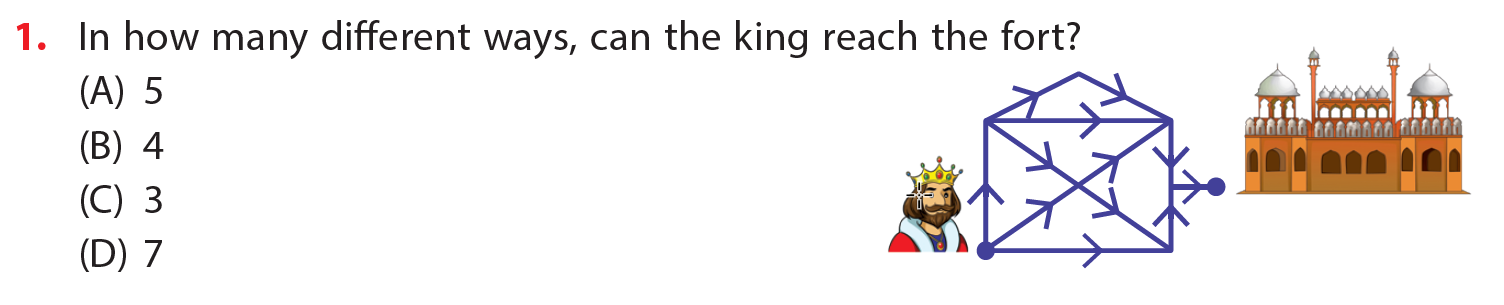 1. In how many different ways, can the king reach the fort?
(A) 5
(B) 4
(C) 3
(D) 7